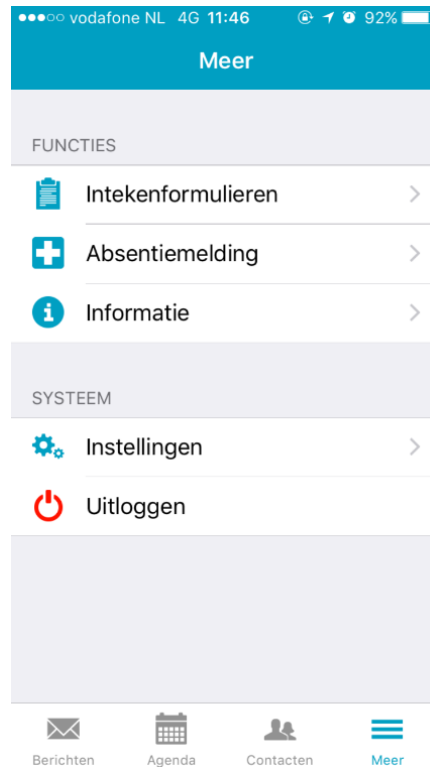 vodafone NL 4G 11:46 92%
Meer
FUNCTIES
Intekenformulieren
Absentiemelding
Informatie
SYSTEEM
Instellingen
Uitloggen
Berichten Agenda Contacten Meer